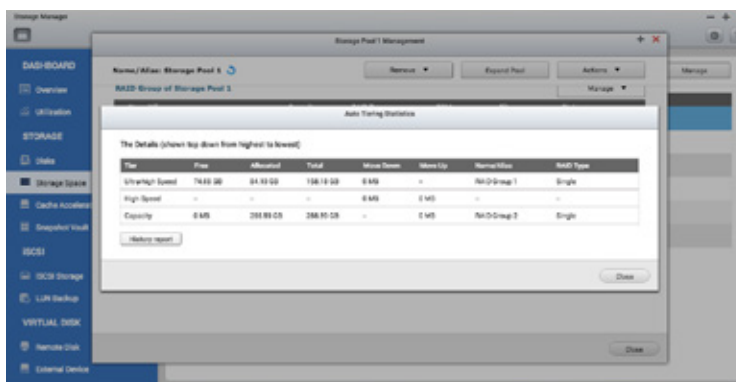 Storage Manager
Storage Pool 1 Management
DASHBOARD
Name/Alias: Storage Pool 1
Remove
Expand Pool
Actions
Manage
Overview
RAID Group of Storage Pool 1
Manage
Utilization
Auto Tiering Statistics
STORAGE
The Details (shown top down from highest to lowest)
Disks
Tier Free Allocated Total Move Down Move Up Name/Alias RAID Type
Storage Space
Ultra-High Speed 0 MB - RAID Group 1 Single
Cache Accelerat
High Speed - - - 0 MB 0 MB - -
Snapshot Vault
Capacity 0 MB - 0 MB RAID Group 2 Single
History report
iSCSI
iSCSI Storage
Close
LUN Backup
VIRTUAL DISK
Remote Disk
Close
External Device